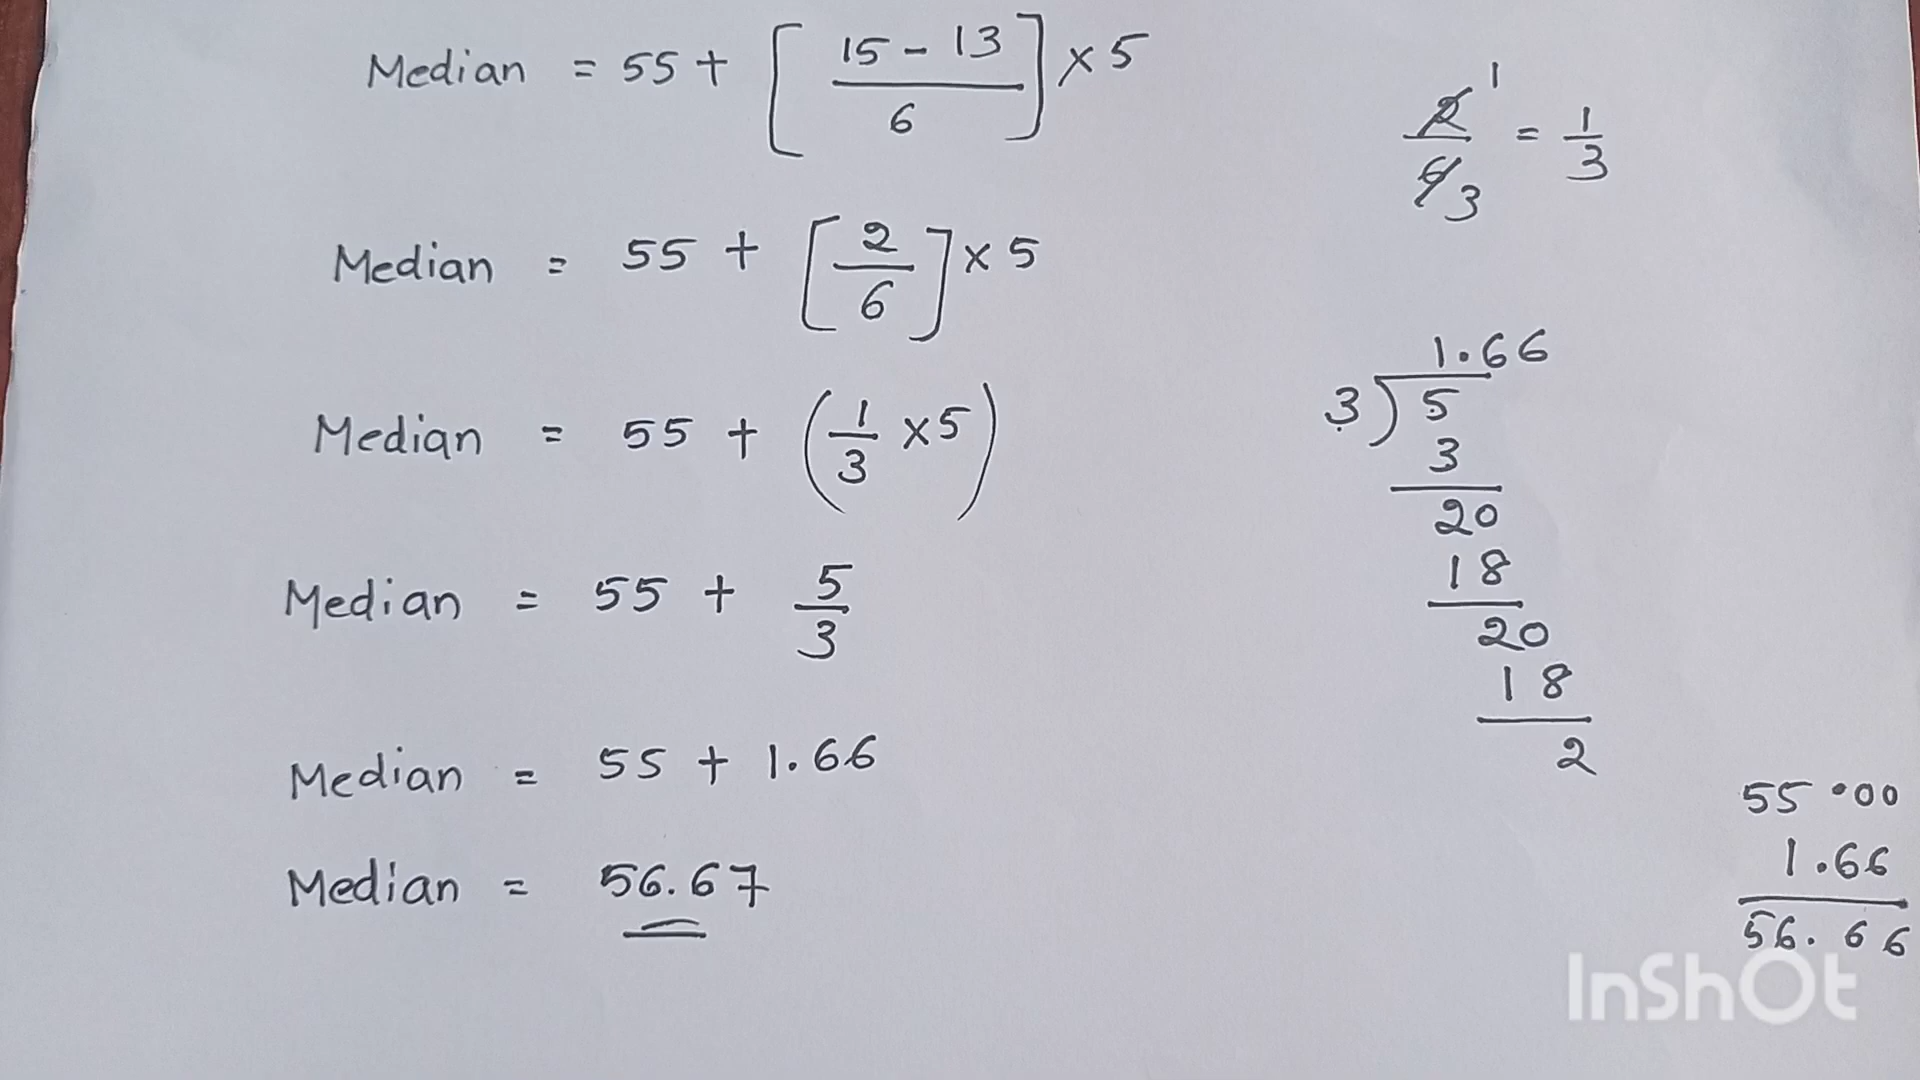 Median = 55 + [ 15 - 13 / 6 ] × 5
2/6 1/3 = 1/3
Median = 55 + [ 2/6 ] × 5
Median = 55 + ( 1/3 × 5 )
Median = 55 + 5/3
Median = 55 + 1.66
Median = 56.67
1.66
3 ) 5
3
20
18
20
18
2
55.00
1.66
56.66
InShOt